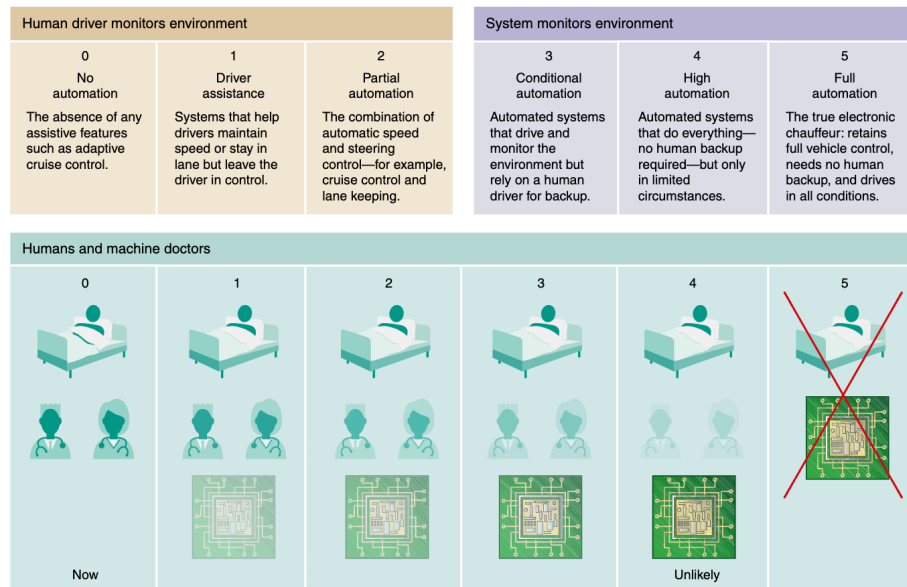 Human driver monitors environment
0
No
automation
The absence of any
assistive features
such as adaptive
cruise control.
1
Driver
assistance
Systems that help
drivers maintain
speed or stay in
lane but leave the
driver in control.
2
Partial
automation
The combination of
automatic speed
and steering
control—for example,
cruise control and
lane keeping.
System monitors environment
3
Conditional
automation
Automated systems
that drive and
monitor the
environment but
rely on a human
driver for backup.
4
High
automation
Automated systems
that do everything—
no human backup
required—but only
in limited
circumstances.
5
Full
automation
The true electronic
chauffeur: retains
full vehicle control,
needs no human
backup, and drives
in all conditions.
Humans and machine doctors
0
1
2
3
4
5
Now
Unlikely